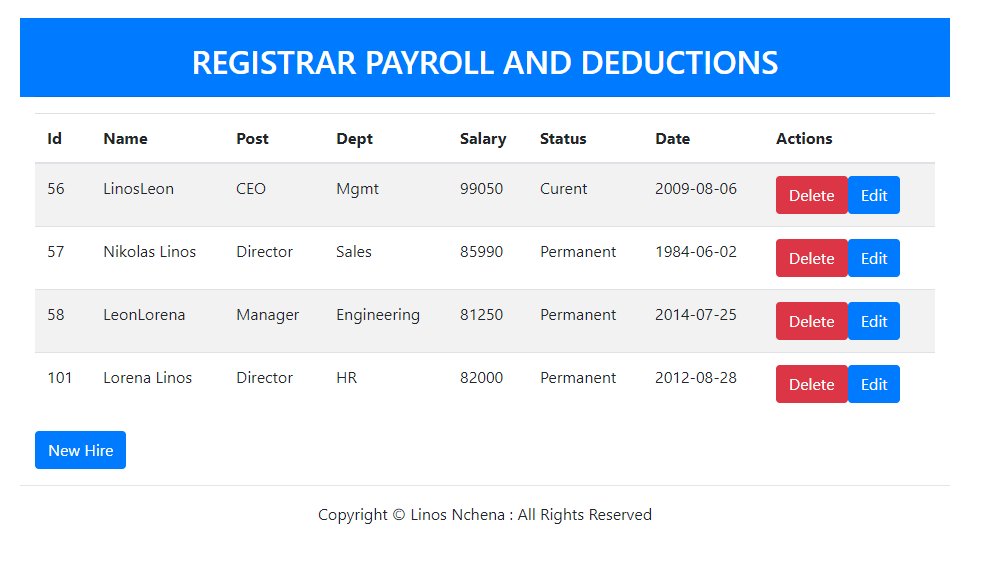 REGISTRAR PAYROLL AND DEDUCTIONS
Id Name Post Dept Salary Status Date Actions
56 LinosLeon CEO Mgmt 99050 Curent 2009-08-06 Delete Edit
57 Nikolas Linos Director Sales 85990 Permanent 1984-06-02 Delete Edit
58 LeonLorena Manager Engineering 81250 Permanent 2014-07-25 Delete Edit
101 Lorena Linos Director HR 82000 Permanent 2012-08-28 Delete Edit
New Hire
Copyright © Linos Nchena : All Rights Reserved